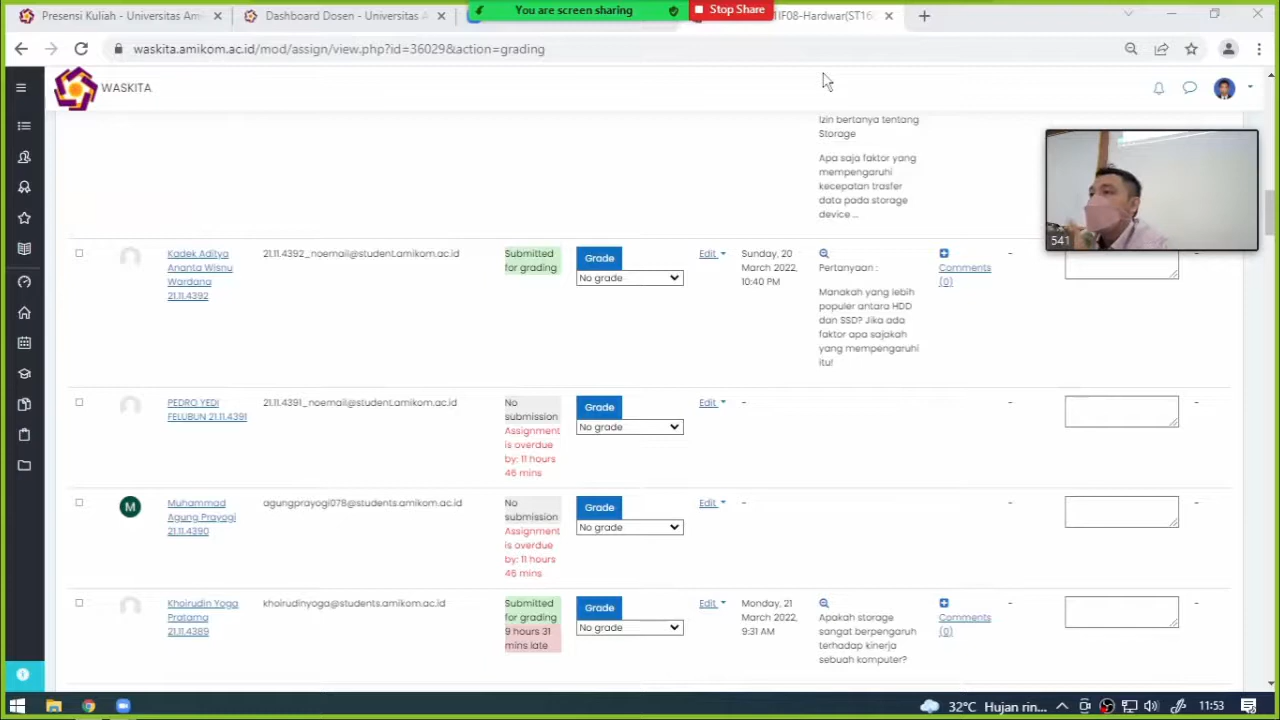 Presensi Kuliah - Universitas Ami
Dashboard Dosen - Universitas A
You are screen sharing
Stop Share
1IF08-Hardwar(ST16
waskita.amikom.ac.id/mod/assign/view.php?id=36029&action=grading
WASKITA
Izin bertanya tentang
Storage
Apa saja faktor yang
mempengaruhi
kecepatan trasfer
data pada storage
device ...
541
Kadek Aditya
Ananta Wisnu
Wardana
21.11.4392
21.11.4392_noemail@student.amikom.ac.id
Submitted
for grading
Grade
No grade
Edit
Sunday, 20
March 2022,
10:40 PM
Pertanyaan :
Manakah yang lebih
populer antara HDD
dan SSD? Jika ada
faktor apa sajakah
yang mempengaruhi
itu!
Comments
(0)
-
-
PEDRO YEDI
FELUBUN 21.11.4391
21.11.4391_noemail@student.amikom.ac.id
No
submission
Assignment
is overdue
by: 11 hours
46 mins
Grade
No grade
Edit
-
-
-
M
Muhammad
Agung Prayogi
21.11.4390
agungprayogi078@students.amikom.ac.id
No
submission
Assignment
is overdue
by: 11 hours
46 mins
Grade
No grade
Edit
-
-
-
Khoirudin Yoga
Pratama
21.11.4389
khoirudinyoga@students.amikom.ac.id
Submitted
for grading
9 hours 31
mins late
Grade
No grade
Edit
Monday, 21
March 2022,
9:31 AM
Apakah storage
sangat berpengaruh
terhadap kinerja
sebuah komputer?
Comments
(0)
-
-
32°C Hujan rin...
11:53